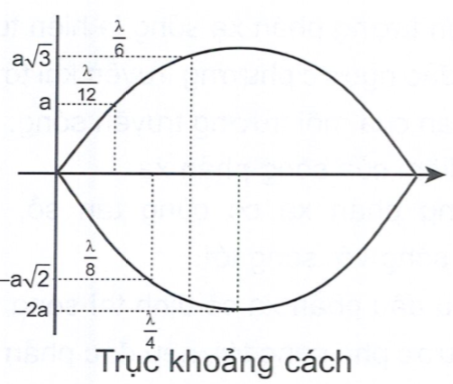 a√3
λ/6
λ/12
a
λ/8
−a√2
−2a
λ/4
Trục khoảng cách